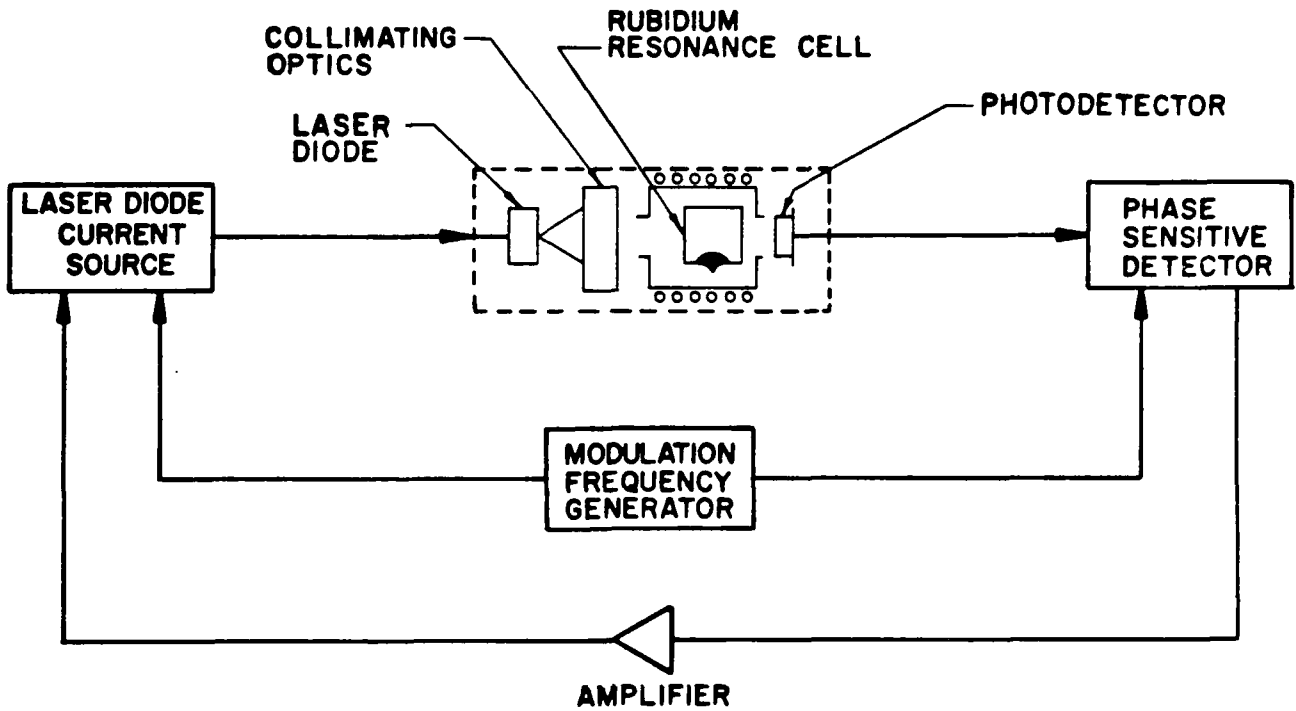 RUBIDIUM
RESONANCE CELL
COLLIMATING
OPTICS
PHOTODETECTOR
LASER
DIODE
LASER DIODE
CURRENT
SOURCE
PHASE
SENSITIVE
DETECTOR
MODULATION
FREQUENCY
GENERATOR
AMPLIFIER